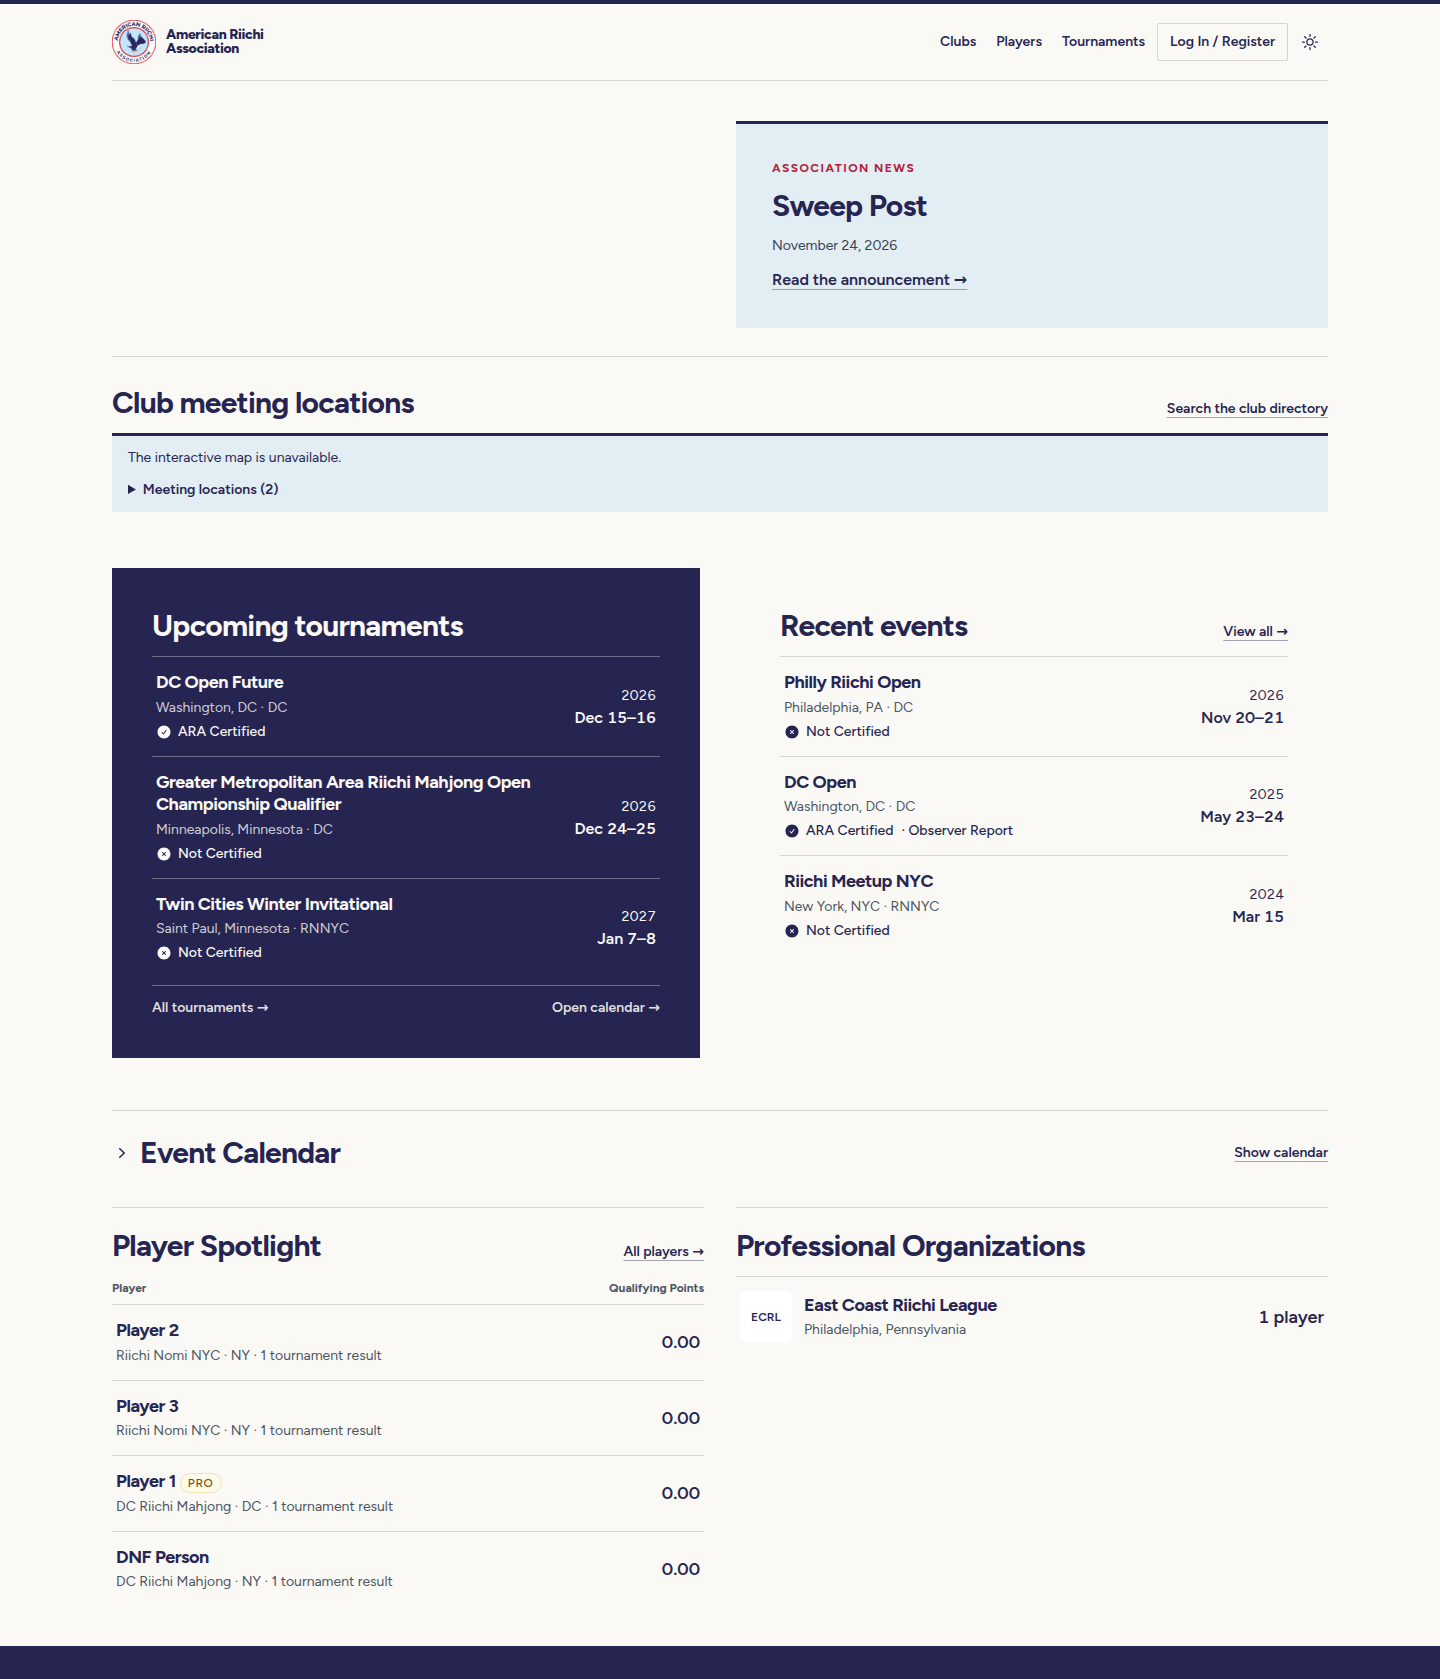 AMERICAN RIICHI
ASSOCIATION
American Riichi
Association
Clubs
Players
Tournaments
Log In / Register
ASSOCIATION NEWS
Sweep Post
November 24, 2026
Read the announcement →
Club meeting locations
Search the club directory
The interactive map is unavailable.
Meeting locations (2)
Upcoming tournaments
DC Open Future
Washington, DC · DC
ARA Certified
2026
Dec 15–16
Greater Metropolitan Area Riichi Mahjong Open
Championship Qualifier
Minneapolis, Minnesota · DC
Not Certified
2026
Dec 24–25
Twin Cities Winter Invitational
Saint Paul, Minnesota · RNNYC
Not Certified
2027
Jan 7–8
All tournaments →
Open calendar →
Recent events
View all →
Philly Riichi Open
Philadelphia, PA · DC
Not Certified
2026
Nov 20–21
DC Open
Washington, DC · DC
ARA Certified · Observer Report
2025
May 23–24
Riichi Meetup NYC
New York, NYC · RNNYC
Not Certified
2024
Mar 15
Event Calendar
Show calendar
Player Spotlight
All players →
Player
Qualifying Points
Player 2
Riichi Nomi NYC · NY · 1 tournament result
0.00
Player 3
Riichi Nomi NYC · NY · 1 tournament result
0.00
Player 1 PRO
DC Riichi Mahjong · DC · 1 tournament result
0.00
DNF Person
DC Riichi Mahjong · NY · 1 tournament result
0.00
Professional Organizations
ECRL
East Coast Riichi League
Philadelphia, Pennsylvania
1 player